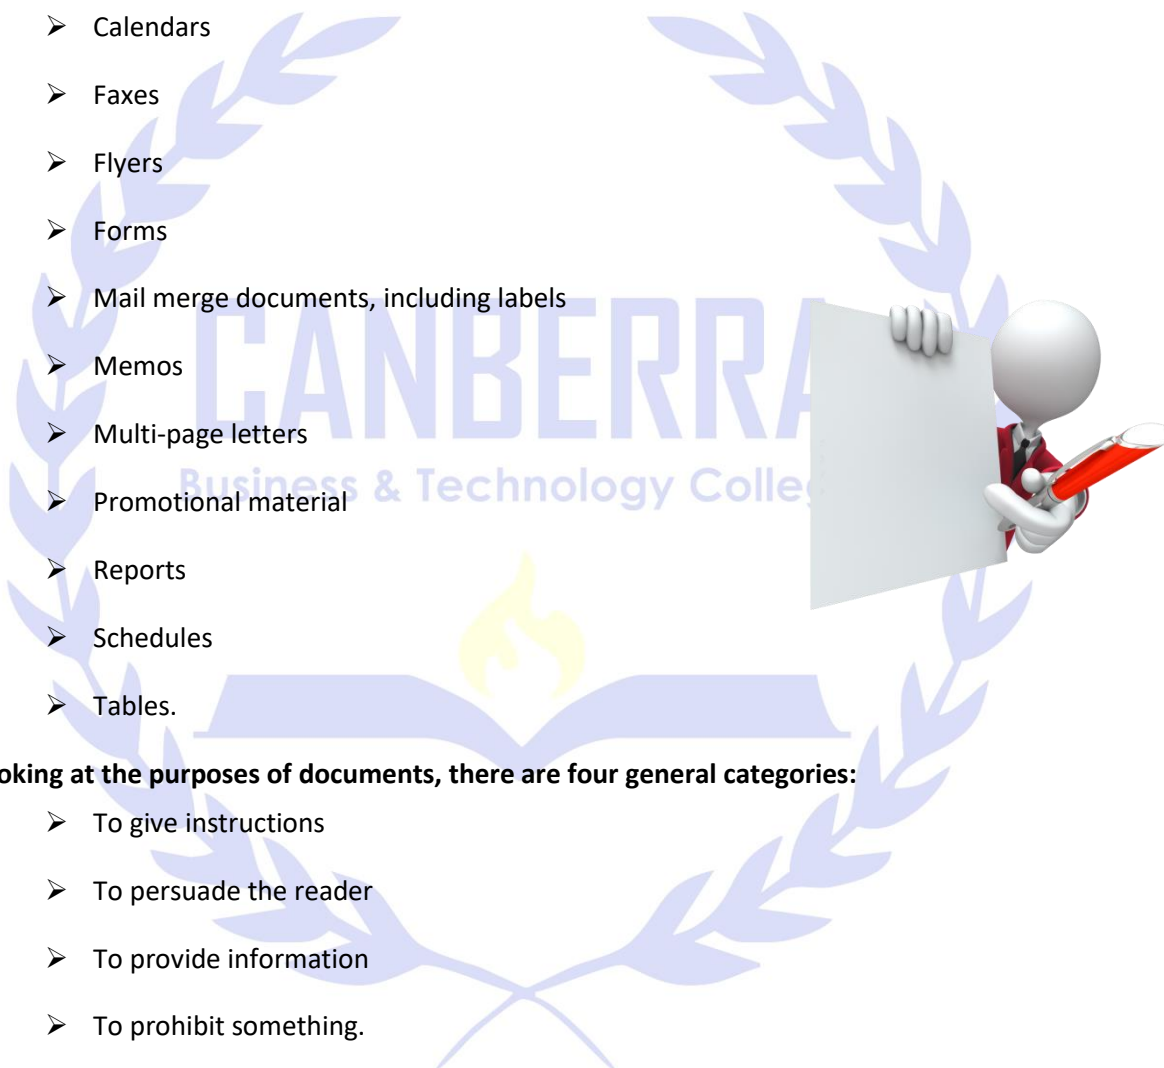 ➢ Calendars
➢ Faxes
➢ Flyers
➢ Forms
➢ Mail merge documents, including labels
CANBERRA
➢ Memos
➢ Multi-page letters
Business & Technology Colle
➢ Promotional material
➢ Reports
➢ Schedules
➢ Tables.
oking at the purposes of documents, there are four general categories:
➢ To give instructions
➢ To persuade the reader
➢ To provide information
➢ To prohibit something.